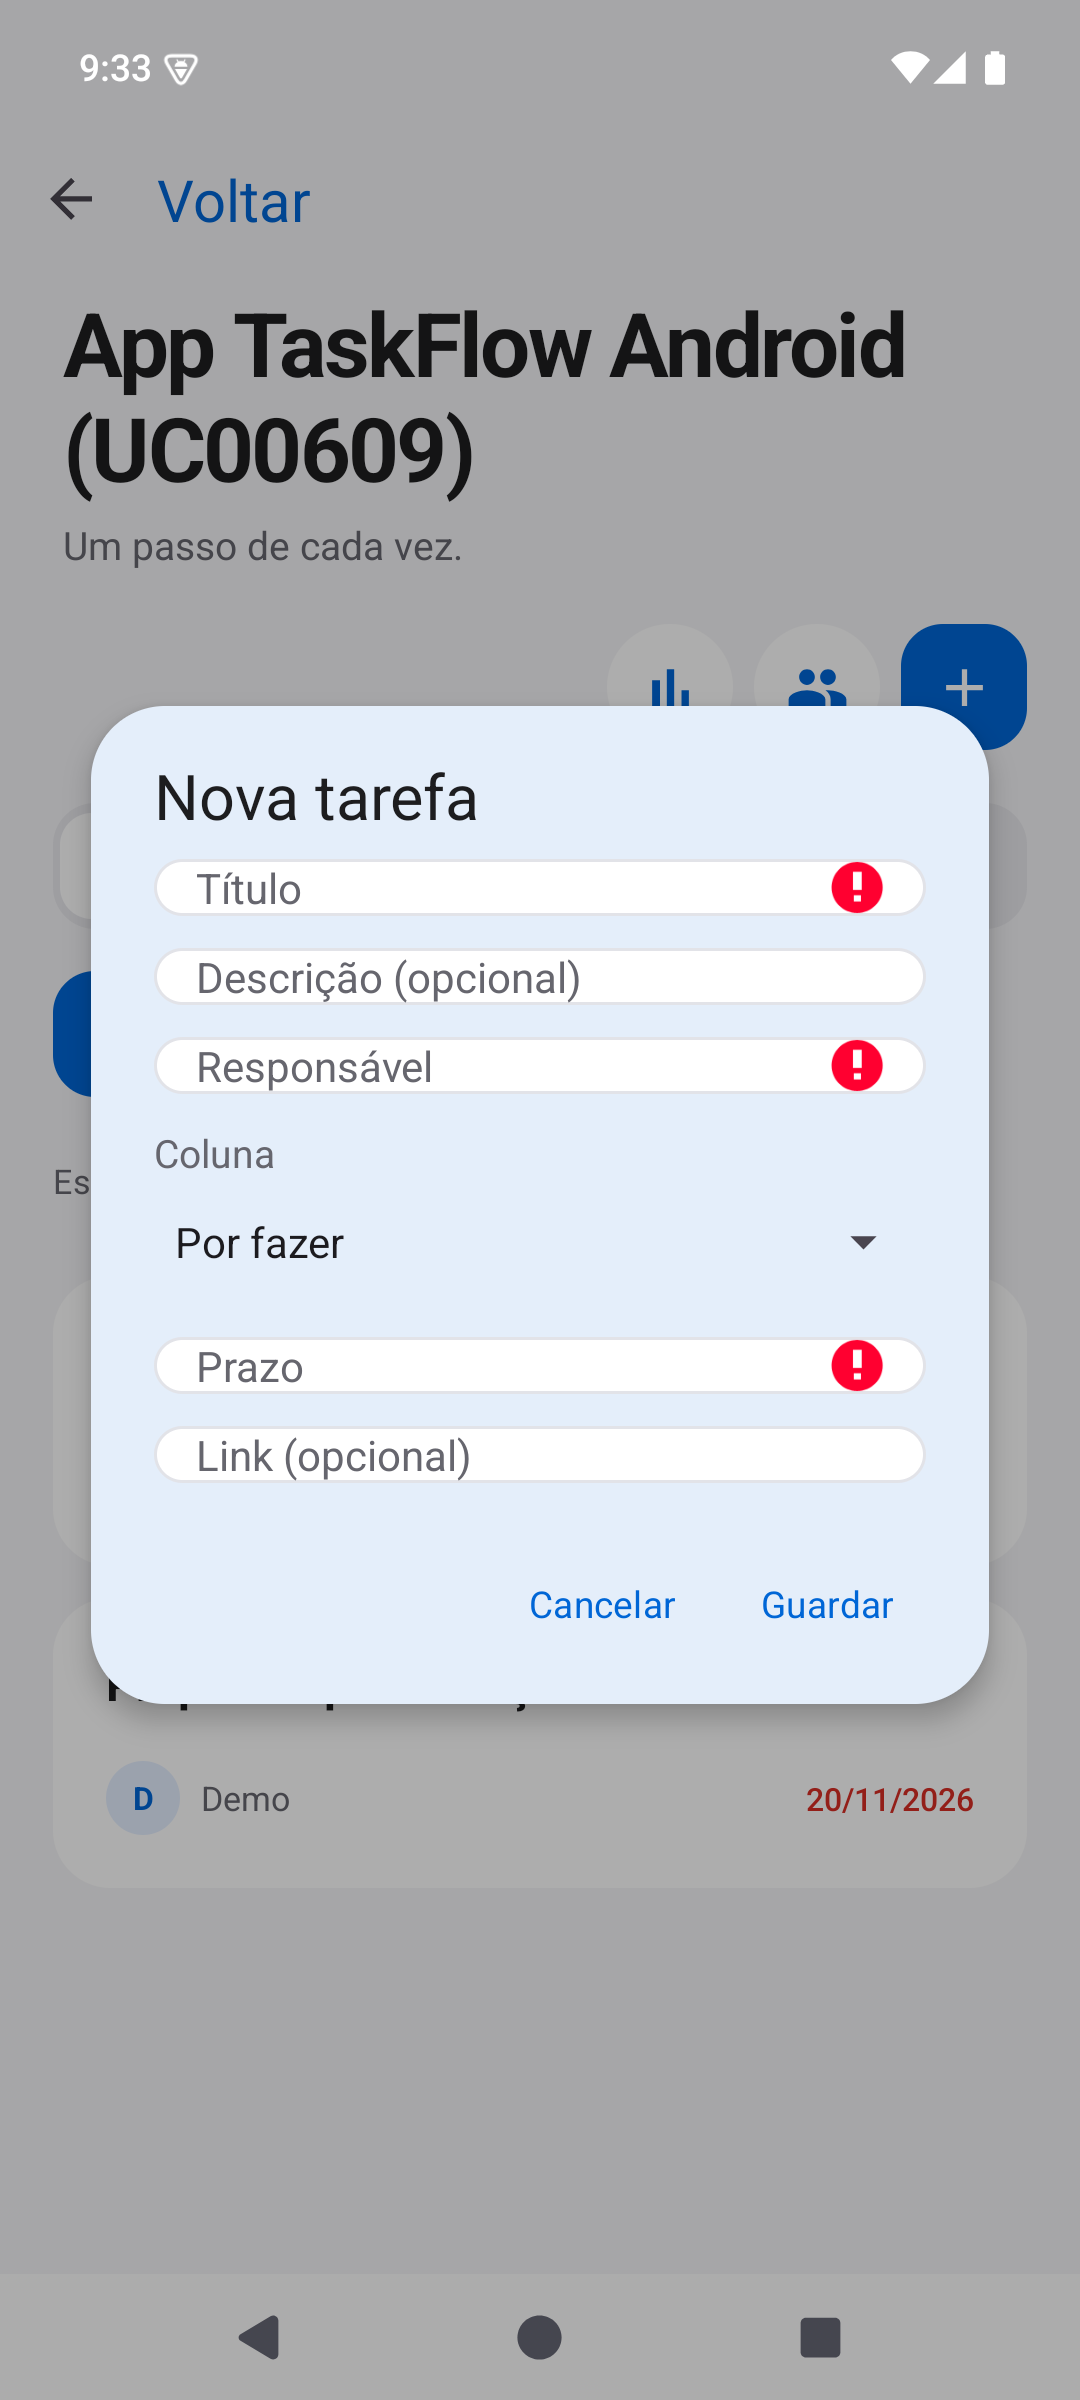 9:33
Voltar
App TaskFlow Android
(UC00609)
Um passo de cada vez.
Nova tarefa
Título
Descrição (opcional)
Responsável
Coluna
Es
Por fazer
Prazo
Link (opcional)
Cancelar
Guardar
D
Demo
20/11/2026